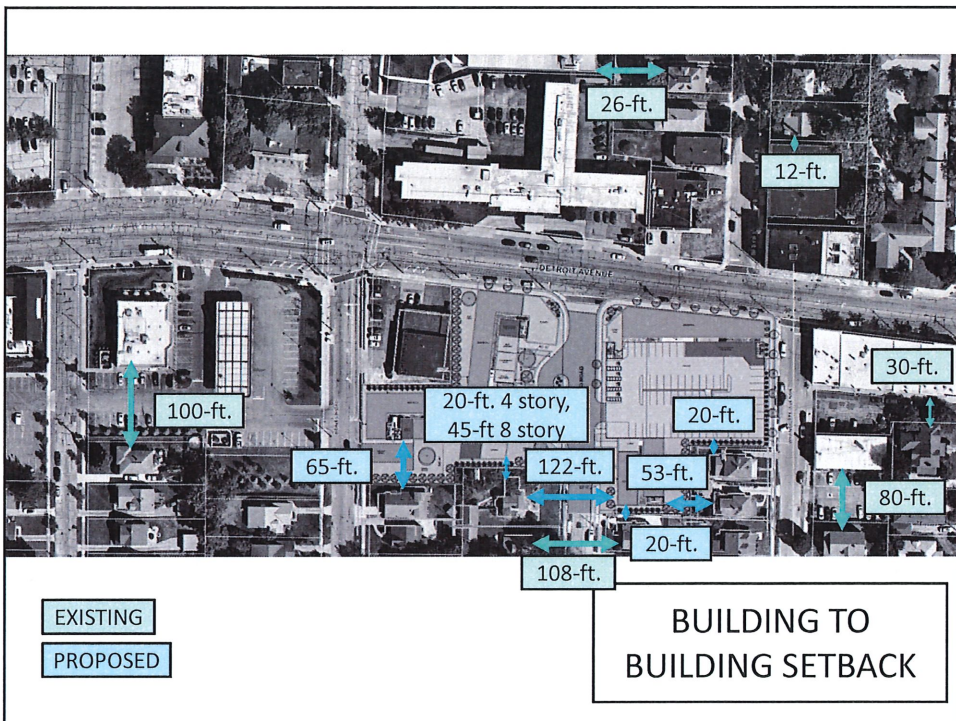 26-ft.
12-ft.
DETROIT AVENUE
30-ft.
100-ft.
20-ft. 4 story,
45-ft 8 story
20-ft.
65-ft.
122-ft.
53-ft.
80-ft.
20-ft.
108-ft.
EXISTING
PROPOSED
BUILDING TO
BUILDING SETBACK